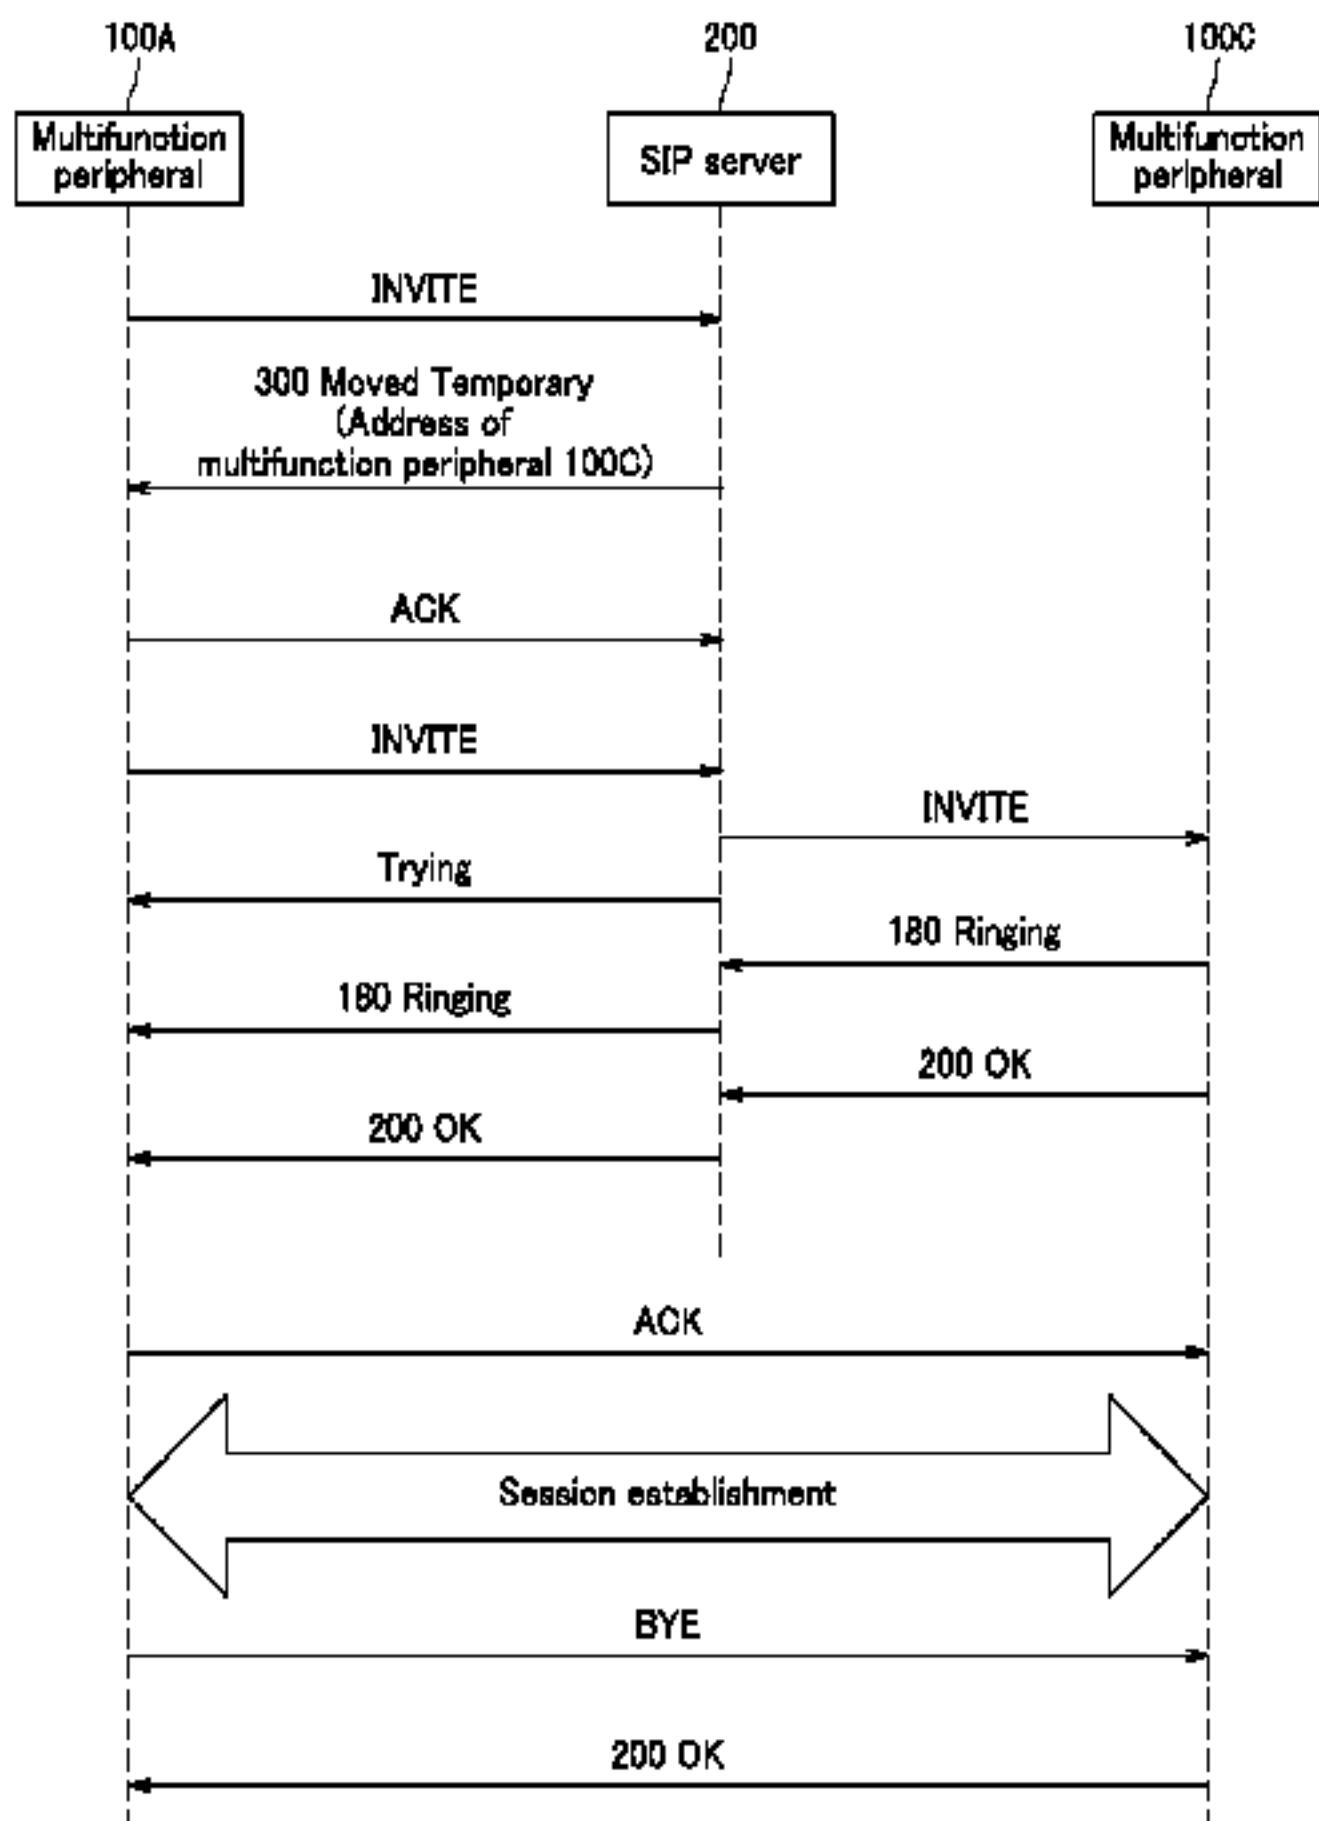 100A
200
100C
Multifunction
peripheral
SIP server
Multifunction
peripheral
INVITE
300 Moved Temporary
(Address of
multifunction peripheral 100C)
ACK
INVITE
INVITE
Trying
180 Ringing
180 Ringing
200 OK
200 OK
ACK
Session establishment
BYE
200 OK